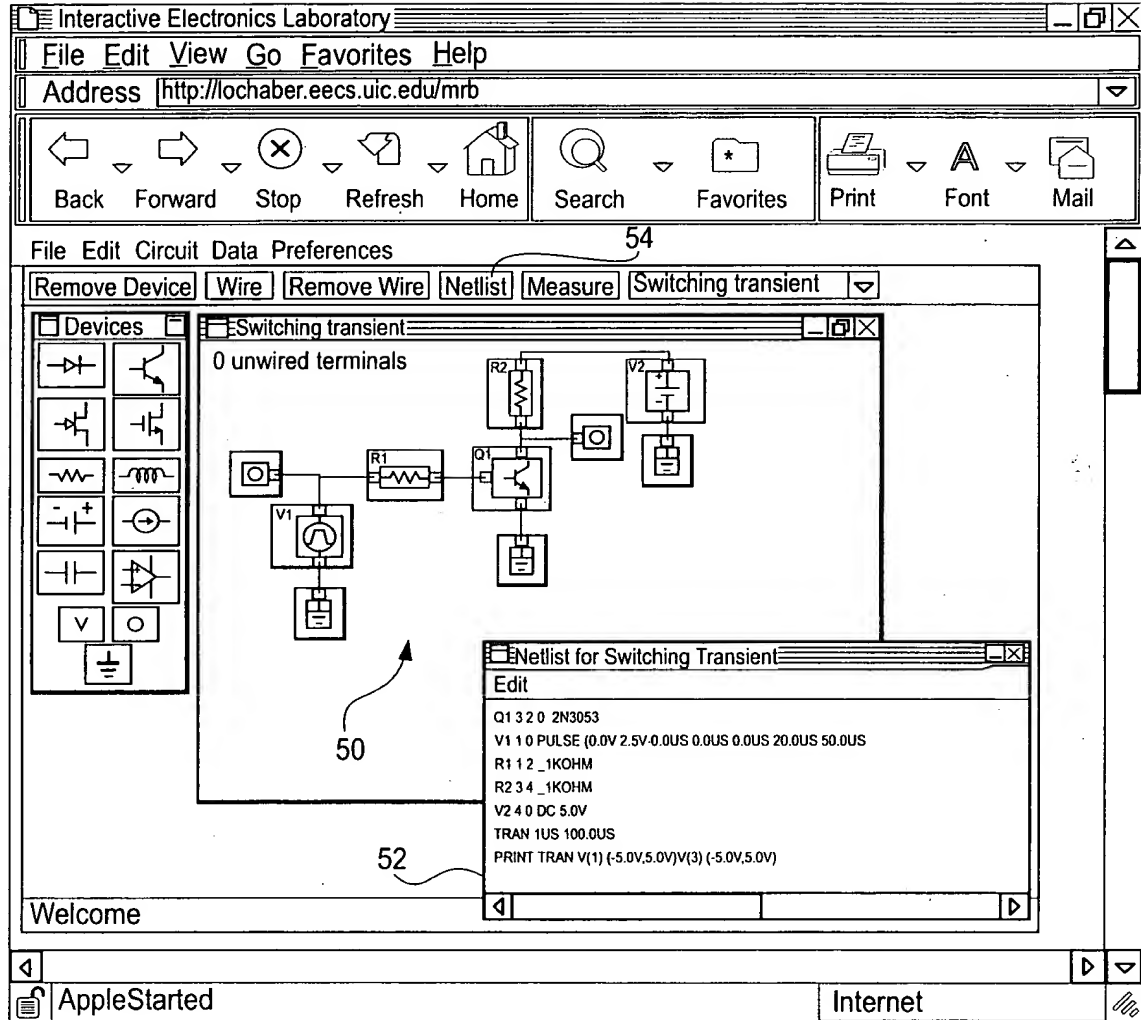 Interactive Electronics Laboratory
File Edit View Go Favorites Help
Address http://lochaber.eecs.uic.edu/mrb
Back Forward Stop Refresh Home Search Favorites Print Font Mail
File Edit Circuit Data Preferences
54
Remove Device Wire Remove Wire Netlist Measure Switching transient
Devices
Switching transient
0 unwired terminals
R2
V2
R1
Q1
V1
V
50
Netlist for Switching Transient
Edit
Q1 3 2 0 2N3053
V1 1 0 PULSE (0.0V 2.5V-0.0US 0.0US 0.0US 20.0US 50.0US
R1 1 2 _1KOHM
R2 3 4 _1KOHM
V2 4 0 DC 5.0V
TRAN 1US 100.0US
PRINT TRAN V(1) (-5.0V,5.0V)V(3) (-5.0V,5.0V)
52
Welcome
AppleStarted
Internet